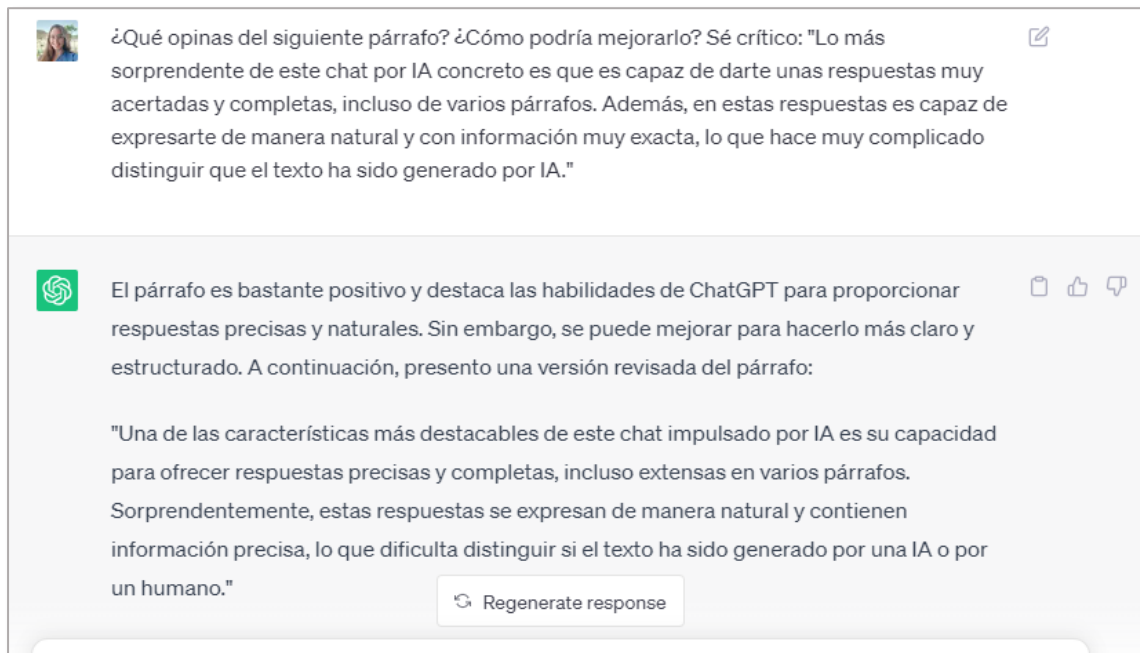 ¿Qué opinas del siguiente párrafo? ¿Cómo podría mejorarlo? Sé crítico: "Lo más
sorprendente de este chat por IA concreto es que es capaz de darte unas respuestas muy
acertadas y completas, incluso de varios párrafos. Además, en estas respuestas es capaz de
expresarte de manera natural y con información muy exacta, lo que hace muy complicado
distinguir que el texto ha sido generado por IA."
El párrafo es bastante positivo y destaca las habilidades de ChatGPT para proporcionar
respuestas precisas y naturales. Sin embargo, se puede mejorar para hacerlo más claro y
estructurado. A continuación, presento una versión revisada del párrafo:
"Una de las características más destacables de este chat impulsado por IA es su capacidad
para ofrecer respuestas precisas y completas, incluso extensas en varios párrafos.
Sorprendentemente, estas respuestas se expresan de manera natural y contienen
información precisa, lo que dificulta distinguir si el texto ha sido generado por una IA o por
un humano."
Regenerate response